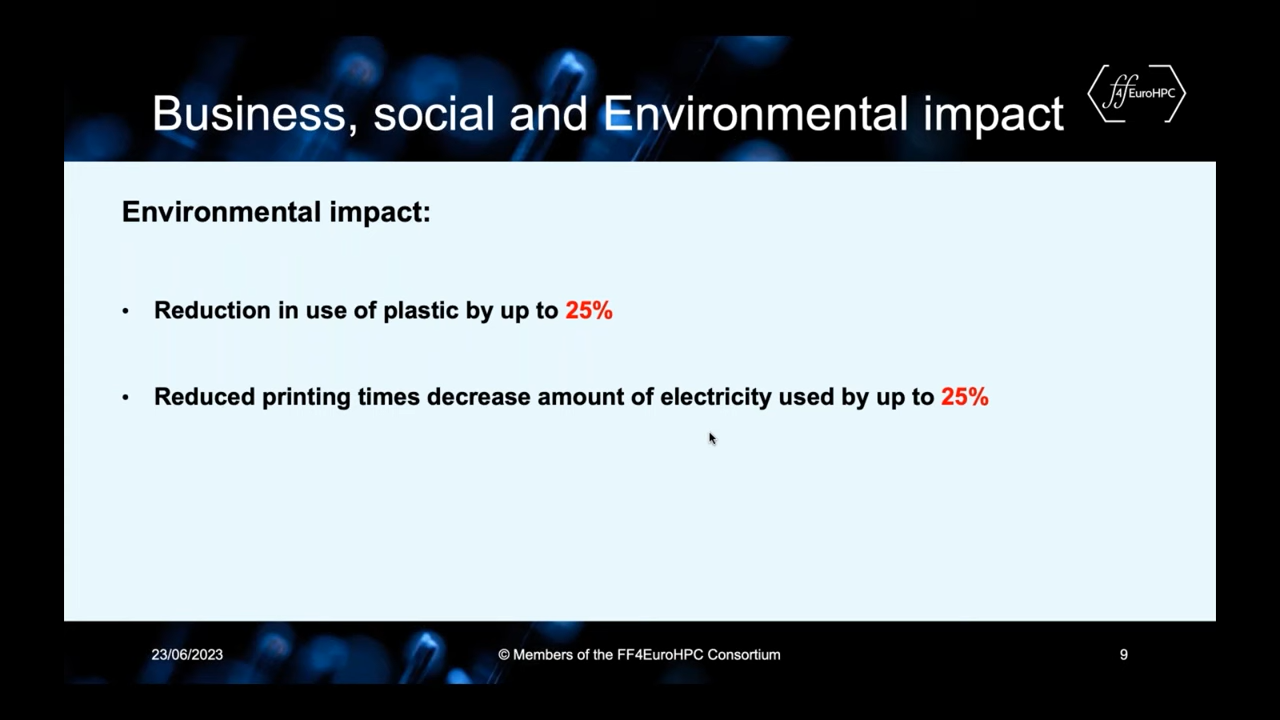 Business, social and Environmental impact
ff4EuroHPC
Environmental impact:
• Reduction in use of plastic by up to 25%
• Reduced printing times decrease amount of electricity used by up to 25%
23/06/2023
© Members of the FF4EuroHPC Consortium
9